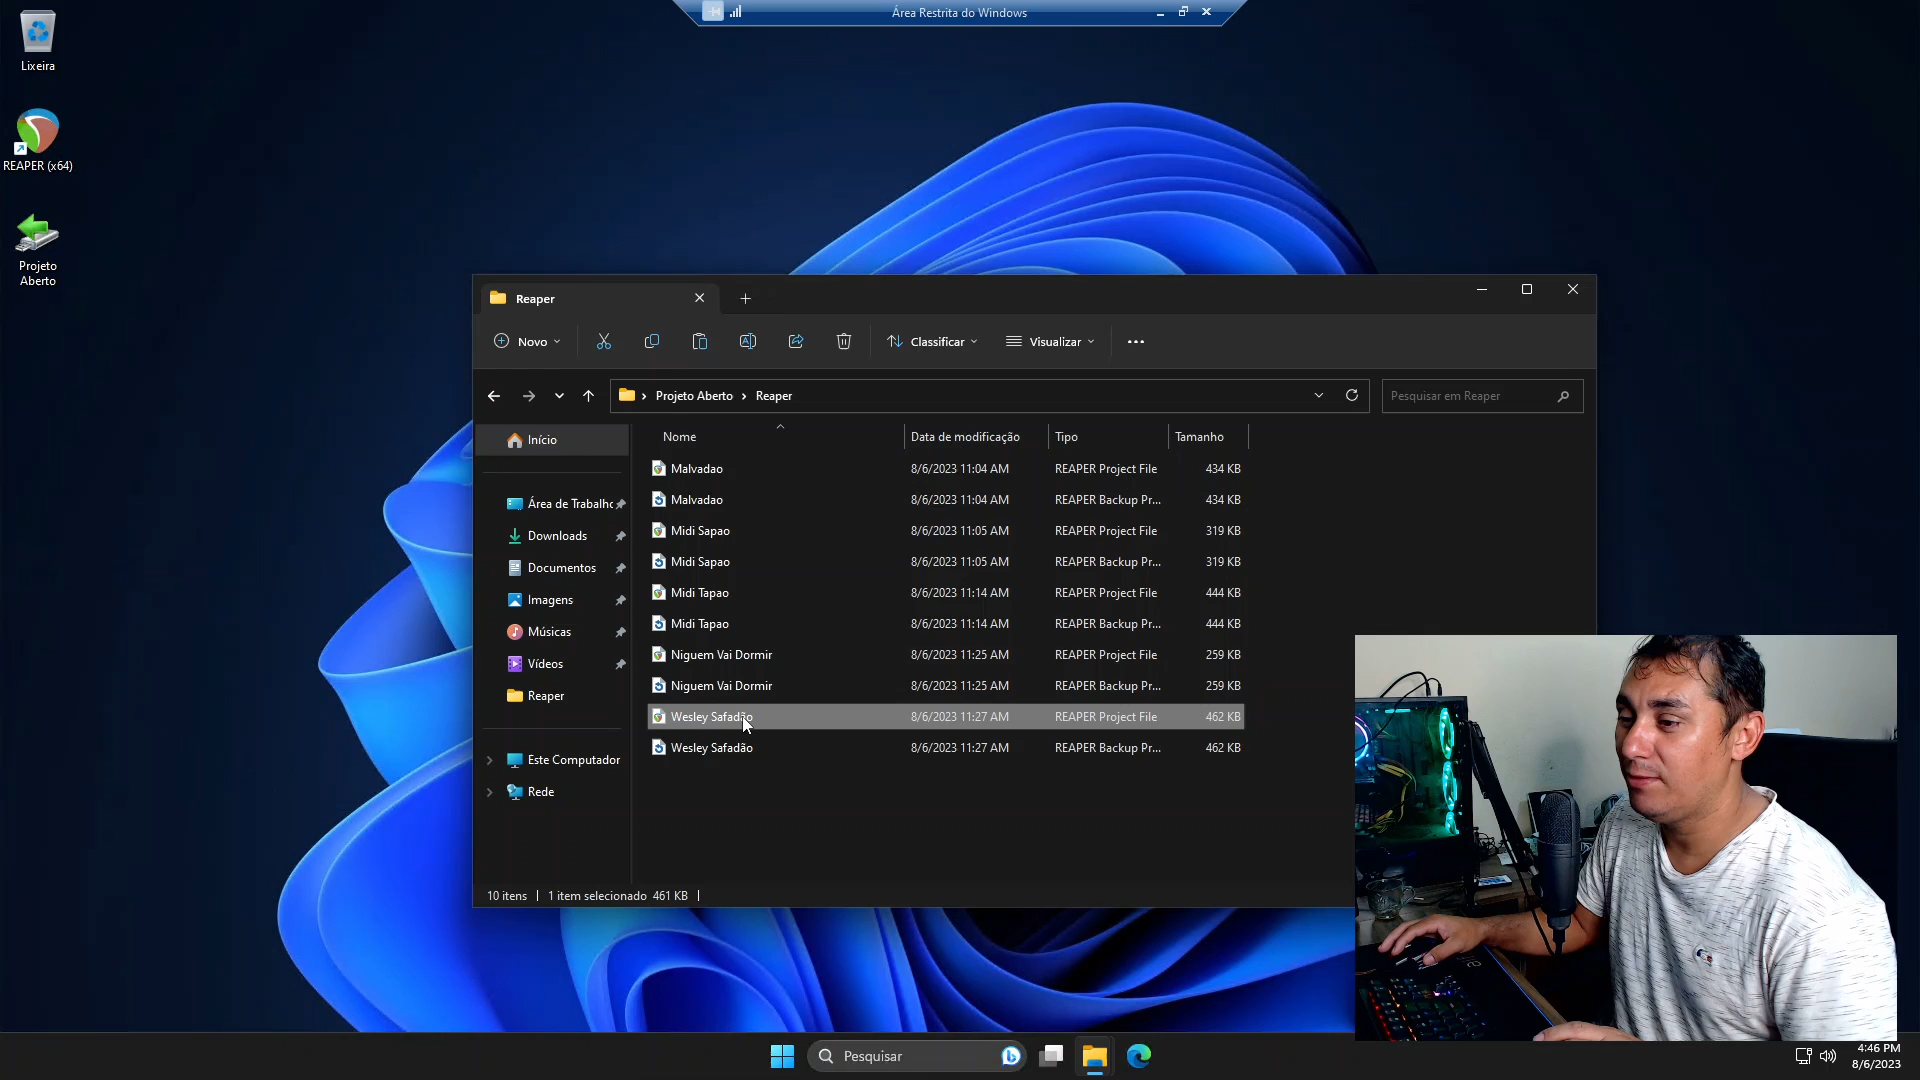 Área Restrita do Windows
Lixeira
REAPER (x64)
Projeto
Aberto
Reaper
Novo
Classificar
Visualizar
Projeto Aberto > Reaper
Pesquisar em Reaper
Nome Data de modificação Tipo Tamanho
Início
Área de Trabalho
Downloads
Documentos
Imagens
Músicas
Vídeos
Reaper
Este Computador
Rede
Malvadao 8/6/2023 11:04 AM REAPER Project File 434 KB
Malvadao 8/6/2023 11:04 AM REAPER Backup Pr... 434 KB
Midi Sapao 8/6/2023 11:05 AM REAPER Project File 319 KB
Midi Sapao 8/6/2023 11:05 AM REAPER Backup Pr... 319 KB
Midi Tapao 8/6/2023 11:14 AM REAPER Project File 444 KB
Midi Tapao 8/6/2023 11:14 AM REAPER Backup Pr... 444 KB
Niguem Vai Dormir 8/6/2023 11:25 AM REAPER Project File 259 KB
Niguem Vai Dormir 8/6/2023 11:25 AM REAPER Backup Pr... 259 KB
Wesley Safadão 8/6/2023 11:27 AM REAPER Project File 462 KB
Wesley Safadão 8/6/2023 11:27 AM REAPER Backup Pr... 462 KB
10 itens | 1 item selecionado 461 KB |
Pesquisar
4:46 PM
8/6/2023